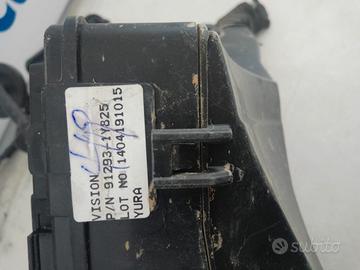 VISION
P/N 91293-1Y825
LOT NO 1404191015
YURA
subito